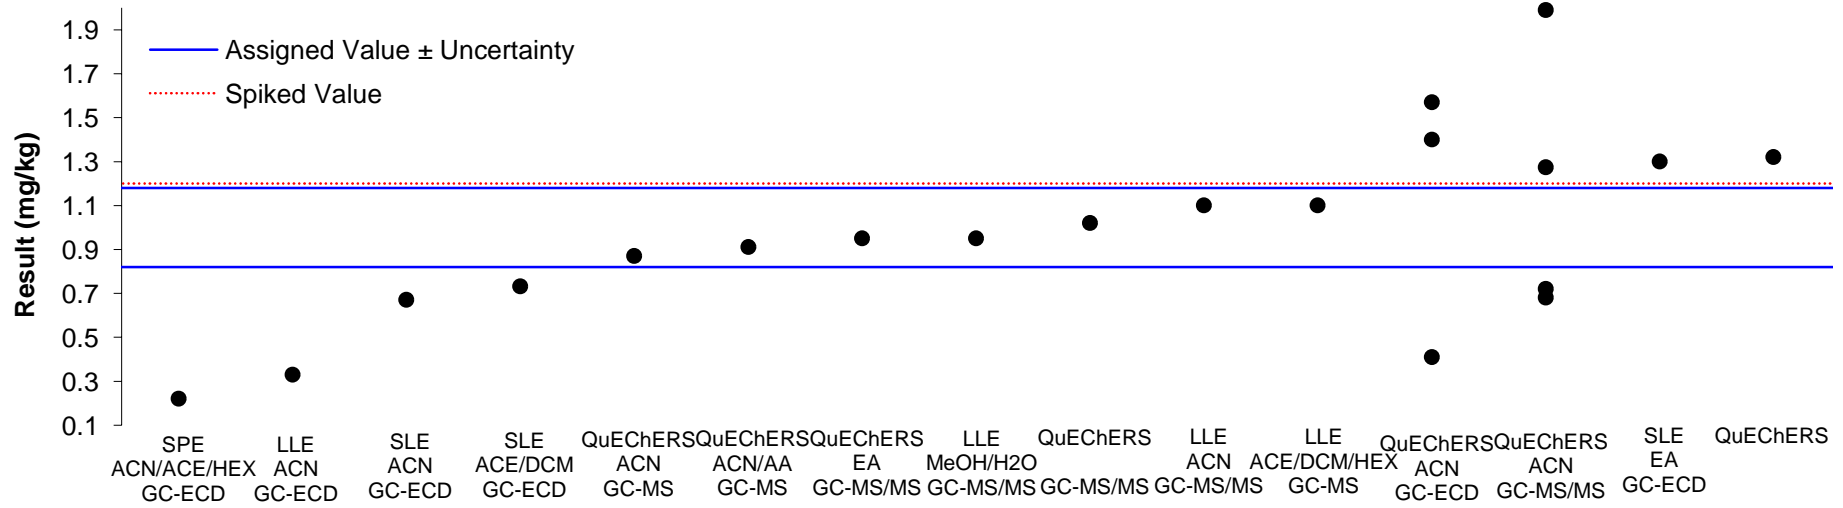 1.9
1.7
1.5
1.3
1.1
0.9
0.7
0.5
0.3
0.1
Result (mg/kg)
Assigned Value ± Uncertainty
Spiked Value
SPE
ACN/ACE/HEX
GC-ECD
LLE
ACN
GC-ECD
SLE
ACN
GC-ECD
SLE
ACE/DCM
GC-ECD
QuEChERS
ACN
GC-MS
QuEChERS
ACN/AA
GC-MS
QuEChERS
EA
GC-MS/MS
LLE
MeOH/H2O
GC-MS/MS
QuEChERS
GC-MS/MS
LLE
ACN
GC-MS/MS
LLE
ACE/DCM/HEX
GC-MS
QuEChERS
ACN
GC-ECD
QuEChERS
ACN
GC-MS/MS
SLE
EA
GC-ECD
QuEChERS